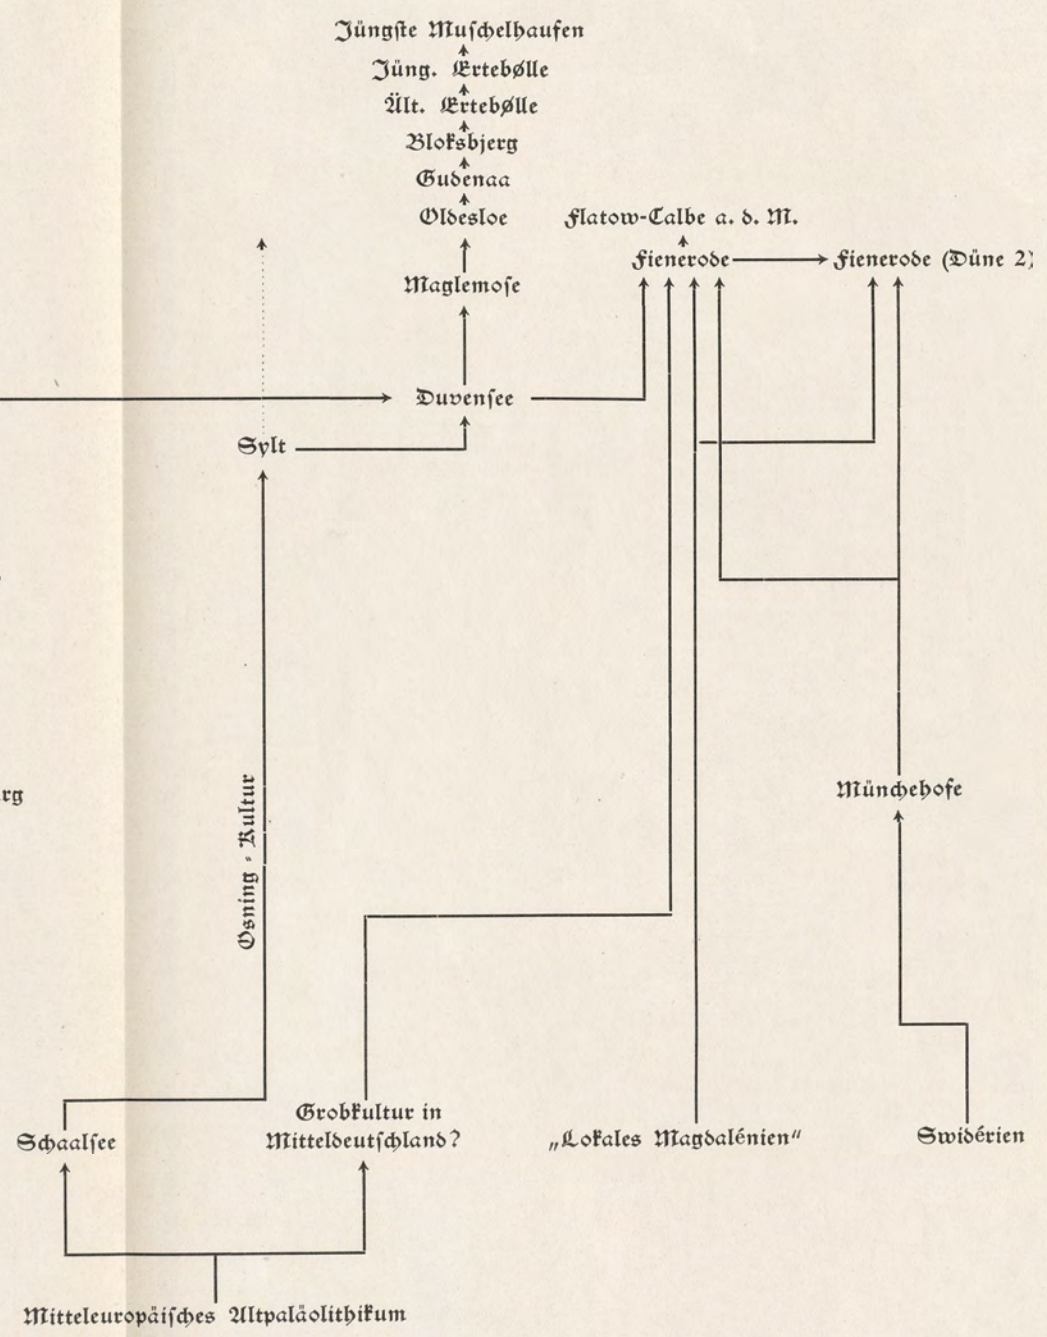 Jüngſte Muſchelhaufen
Jüng. Ertebølle
Ält. Ertebølle
Bloksbjerg
Gudenaa
Oldesloe
Flatow-Calbe a. d. M.
Fienerode
Fienerode (Düne 2)
Maglemoſe
Duvenſee
Sylt
rg
Münchehofe
Osning - Kultur
Grobkultur in
Mitteldeutſchland?
Schaalſee
„Lokales Magdalénien“
Swidérien
Mitteleuropäiſches Altpaläolithikum